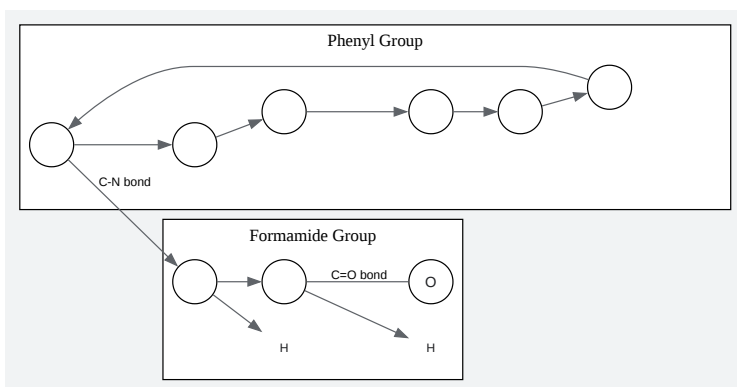 Phenyl Group
C-N bond
Formamide Group
C=O bond
O
H
H